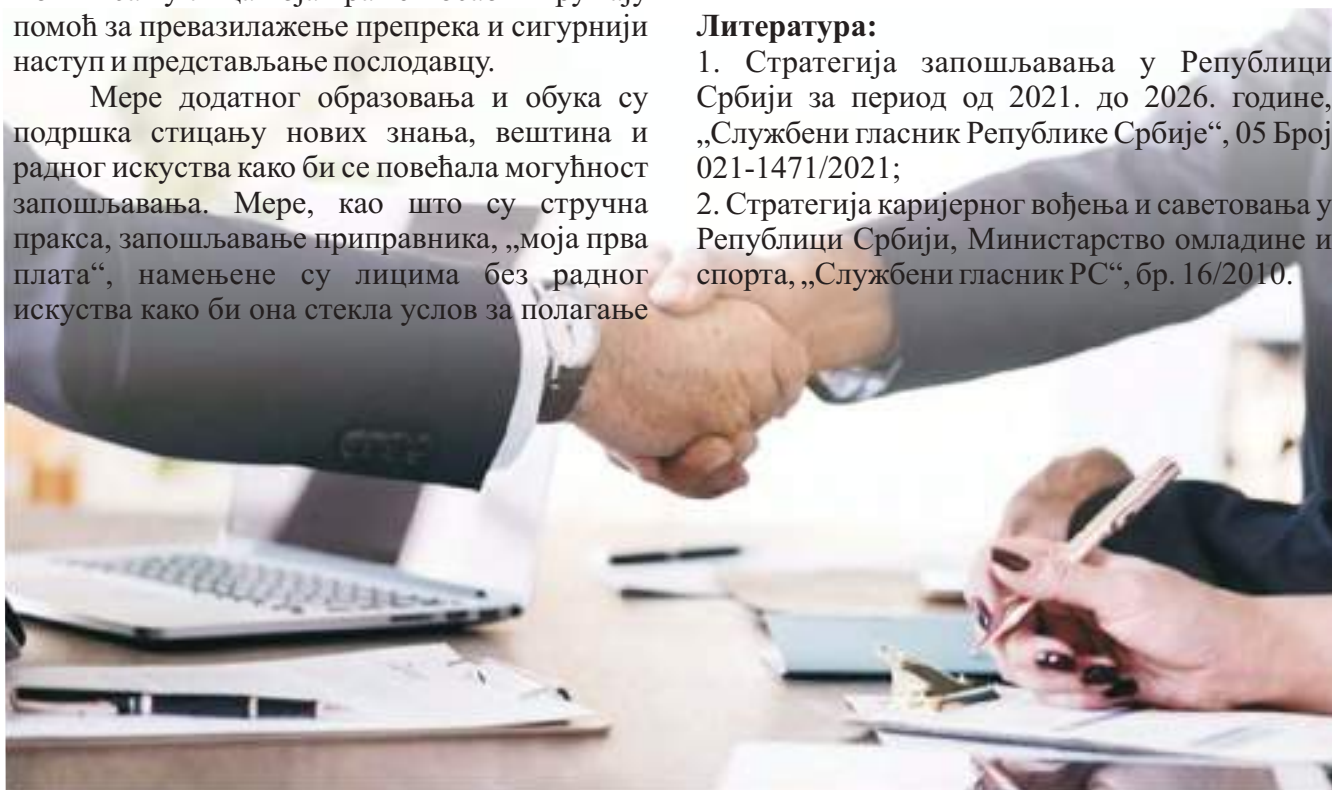 помоћ за превазилажење препрека и сигурнији
наступ и представљање послодавцу.
Мере додатног образовања и обука су
подршка стицању нових знања, вештина и
радног искуства како би се повећала могућност
запошљавања. Мере, као што су стручна
пракса, запошљавање приправника, „моја прва
плата“, намењене су лицима без радног
искуства како би она стекла услов за полагање
Литература:
1. Стратегија запошљавања у Републици
Србији за период од 2021. до 2026. године,
„Службени гласник Републике Србије“, 05 Број
021-1471/2021;
2. Стратегија каријерног вођења и саветовања у
Републици Србији, Министарство омладине и
спорта, „Службени гласник РС“, бр. 16/2010.